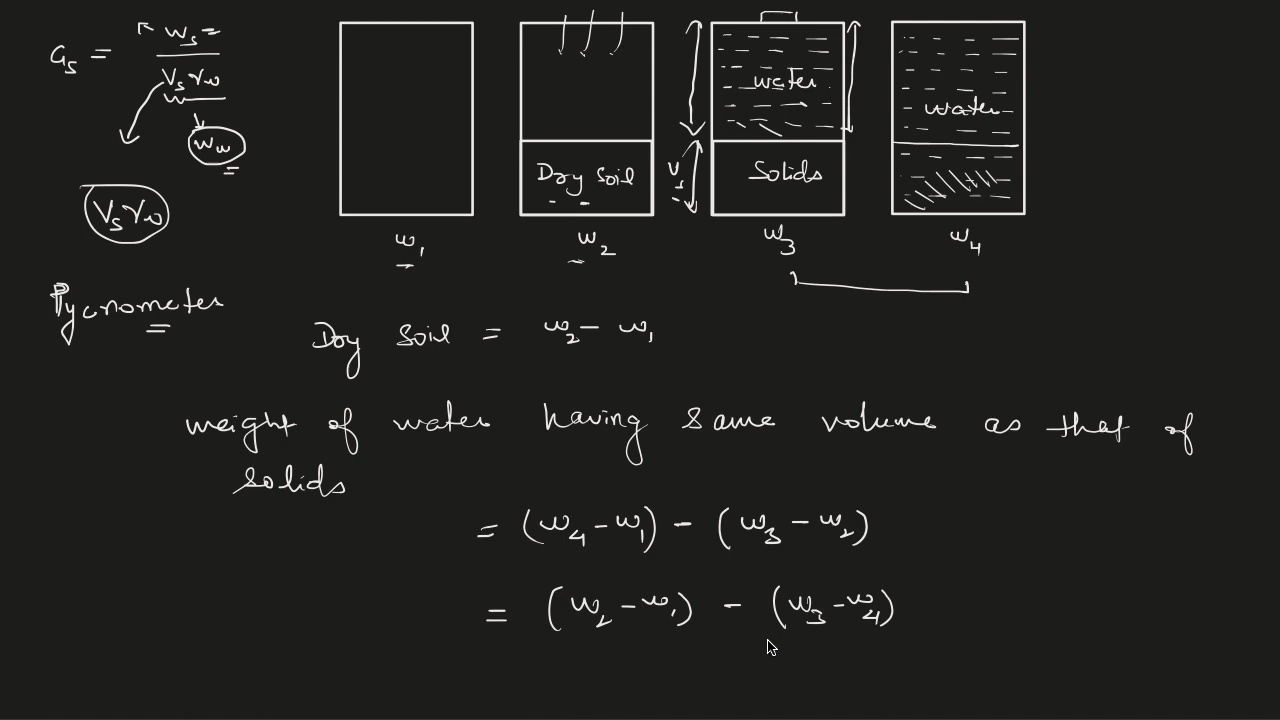 Gs = Ws =
Vs γw
Ww
Vs γw
water
water
Dry Soil
Vs
Solids
w1 w2 w3 w4
Pycnometer
Dry soil = w2 - w1
weight of water having same volume as that of
solids
= (w4 - w1) - (w3 - w2)
= (w2 - w1) - (w3 - w4)